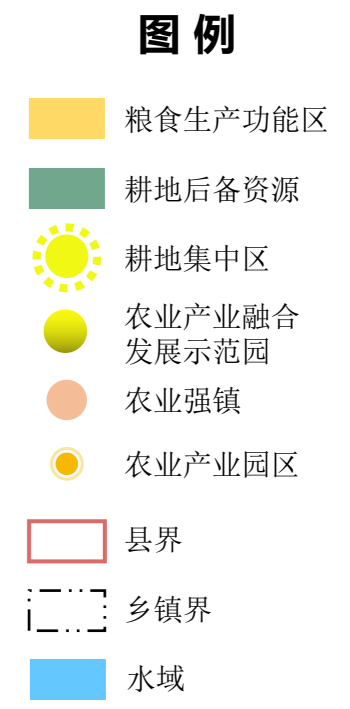 图例
粮食生产功能区
耕地后备资源
耕地集中区
农业产业融合
发展示范园
农业强镇
农业产业园区
县界
乡镇界
水域